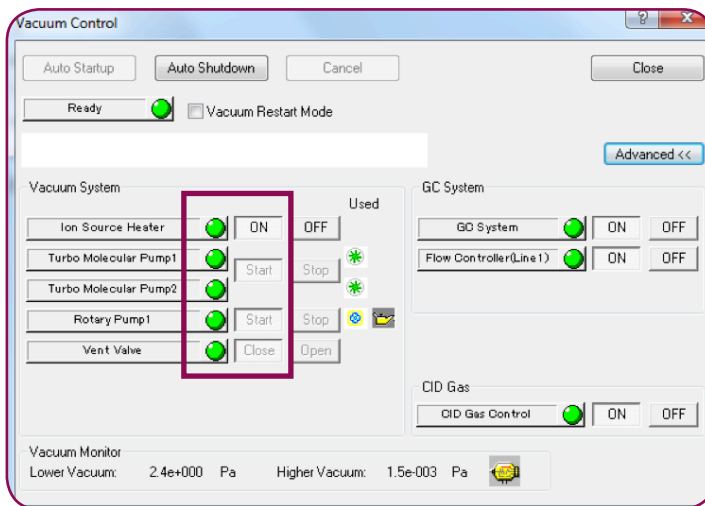 Vacuum Control
Auto Startup Auto Shutdown Cancel Close
Ready Vacuum Restart Mode
Advanced <<
Vacuum System
Used
Ion Source Heater ON OFF
Turbo Molecular Pump1
Start Stop
Turbo Molecular Pump2
Rotary Pump1 Start Stop
Vent Valve Close Open
GC System
GC System ON OFF
Flow Controller(Line1) ON OFF
CID Gas
CID Gas Control ON OFF
Vacuum Monitor
Lower Vacuum: 2.4e+000 Pa Higher Vacuum: 1.5e-003 Pa